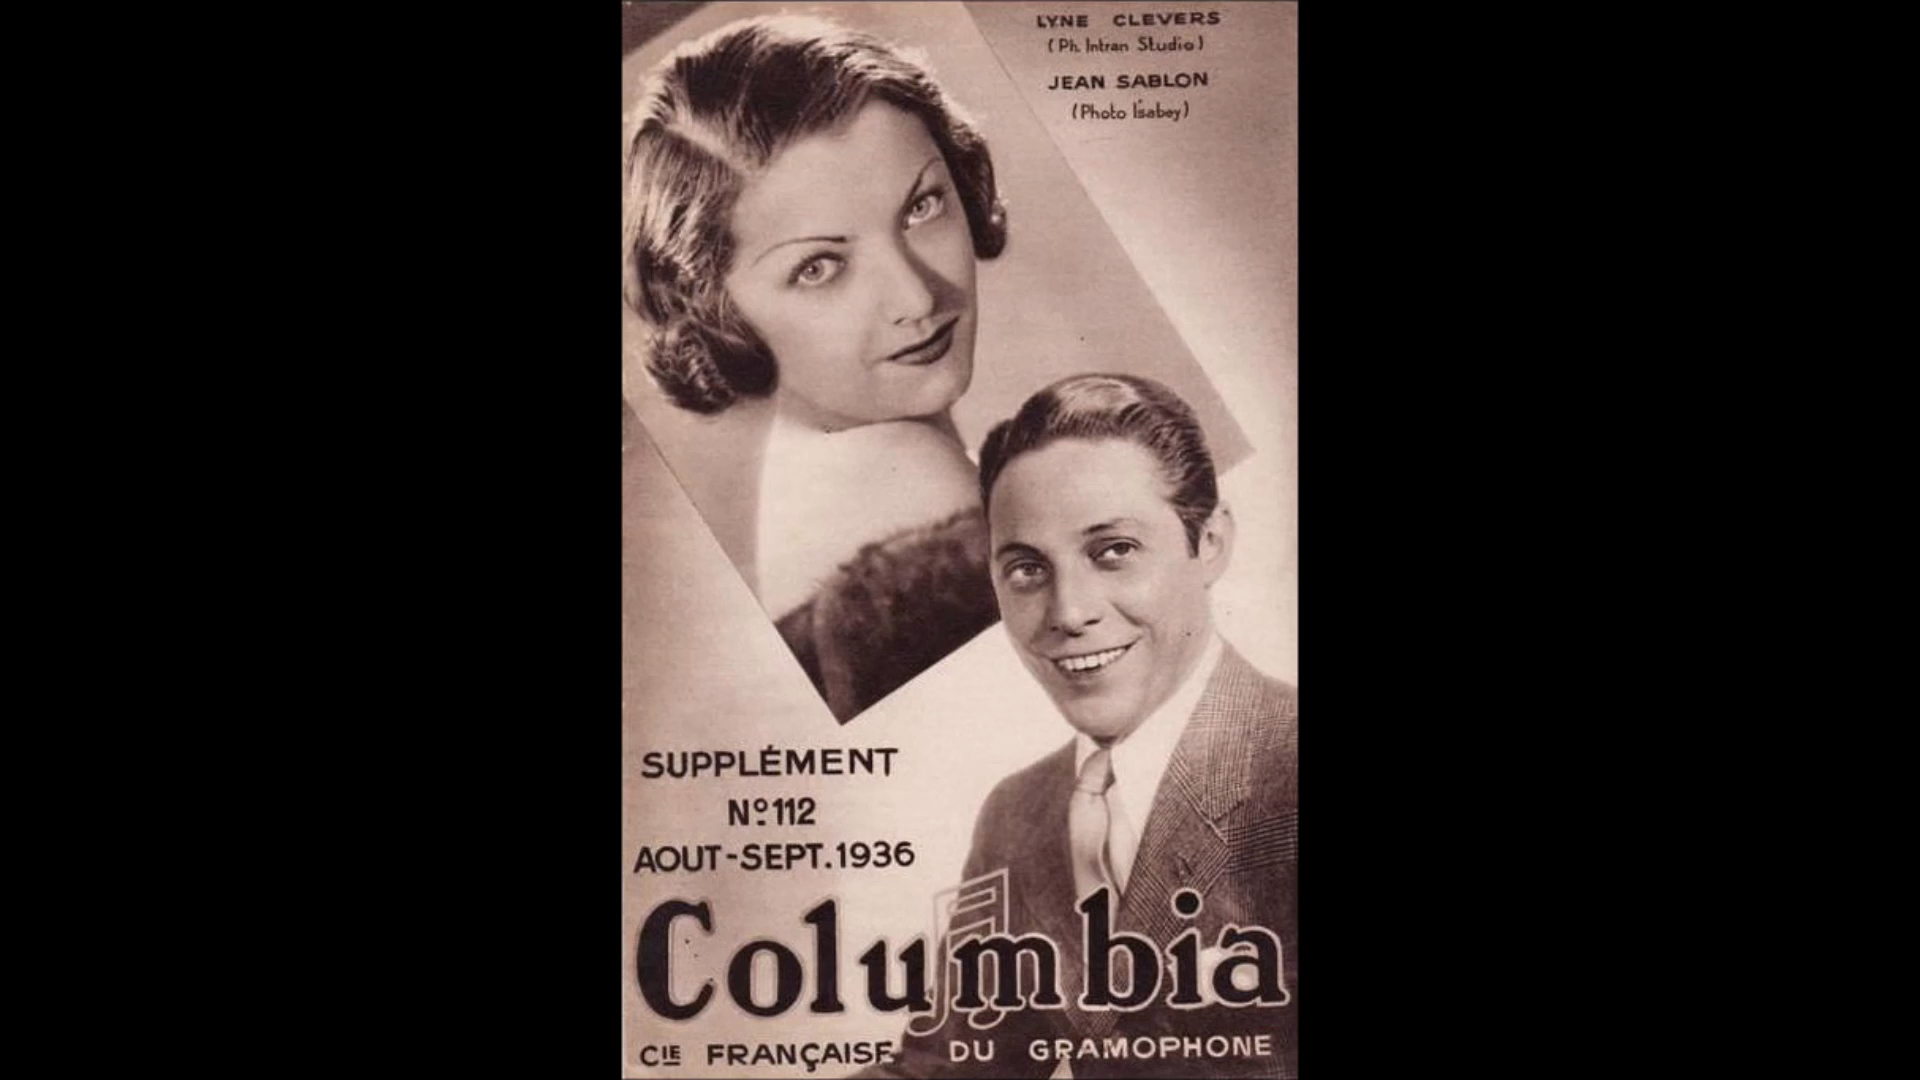 LYNE CLEVERS
(Ph. Intran Studio)
JEAN SABLON
(Photo Isabey)
SUPPLÉMENT
Nº 112
AOUT-SEPT. 1936
Columbia
CIE FRANÇAISE DU GRAMOPHONE